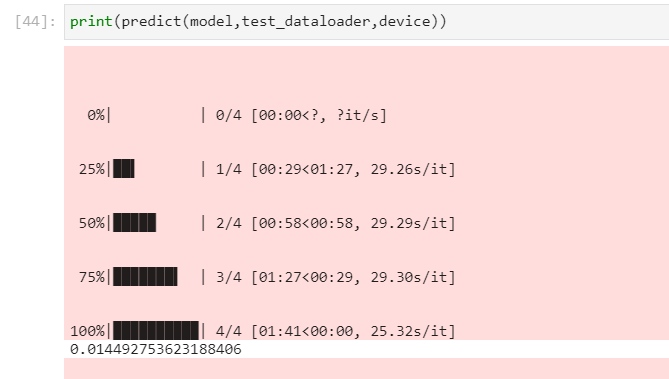 [44]: print(predict(model,test_dataloader,device))
0%| | 0/4 [00:00<?, ?it/s]
25%|██▌ | 1/4 [00:29<01:27, 29.26s/it]
50%|█████ | 2/4 [00:58<00:58, 29.29s/it]
75%|███████▌ | 3/4 [01:27<00:29, 29.30s/it]
100%|██████████| 4/4 [01:41<00:00, 25.32s/it]
0.014492753623188406